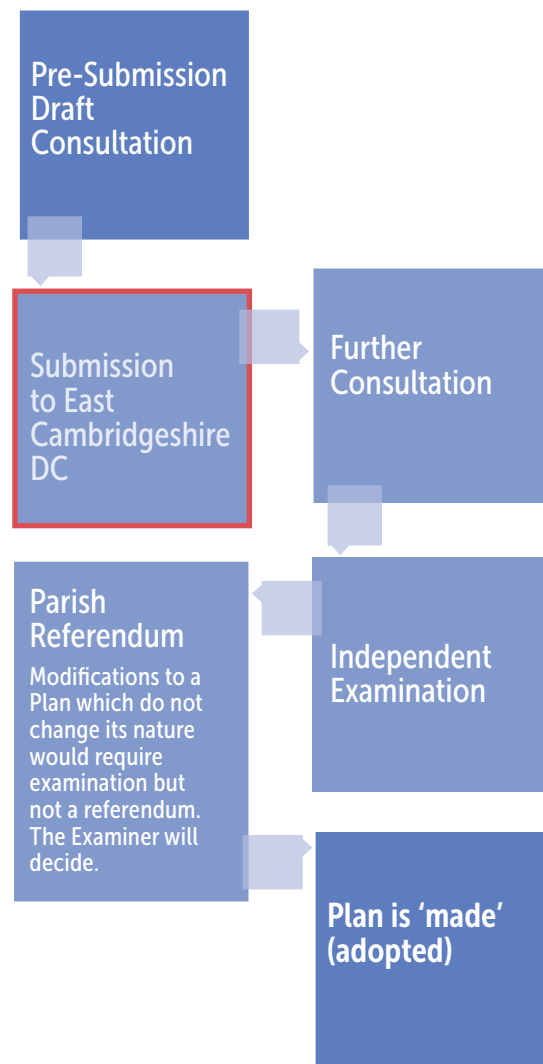 Pre-Submission
Draft
Consultation
Submission
to East
Cambridgeshire
DC
Further
Consultation
Independent
Examination
Parish
Referendum
Modifications to a
Plan which do not
change its nature
would require
examination but
not a referendum.
The Examiner will
decide.
Plan is ‘made’
(adopted)